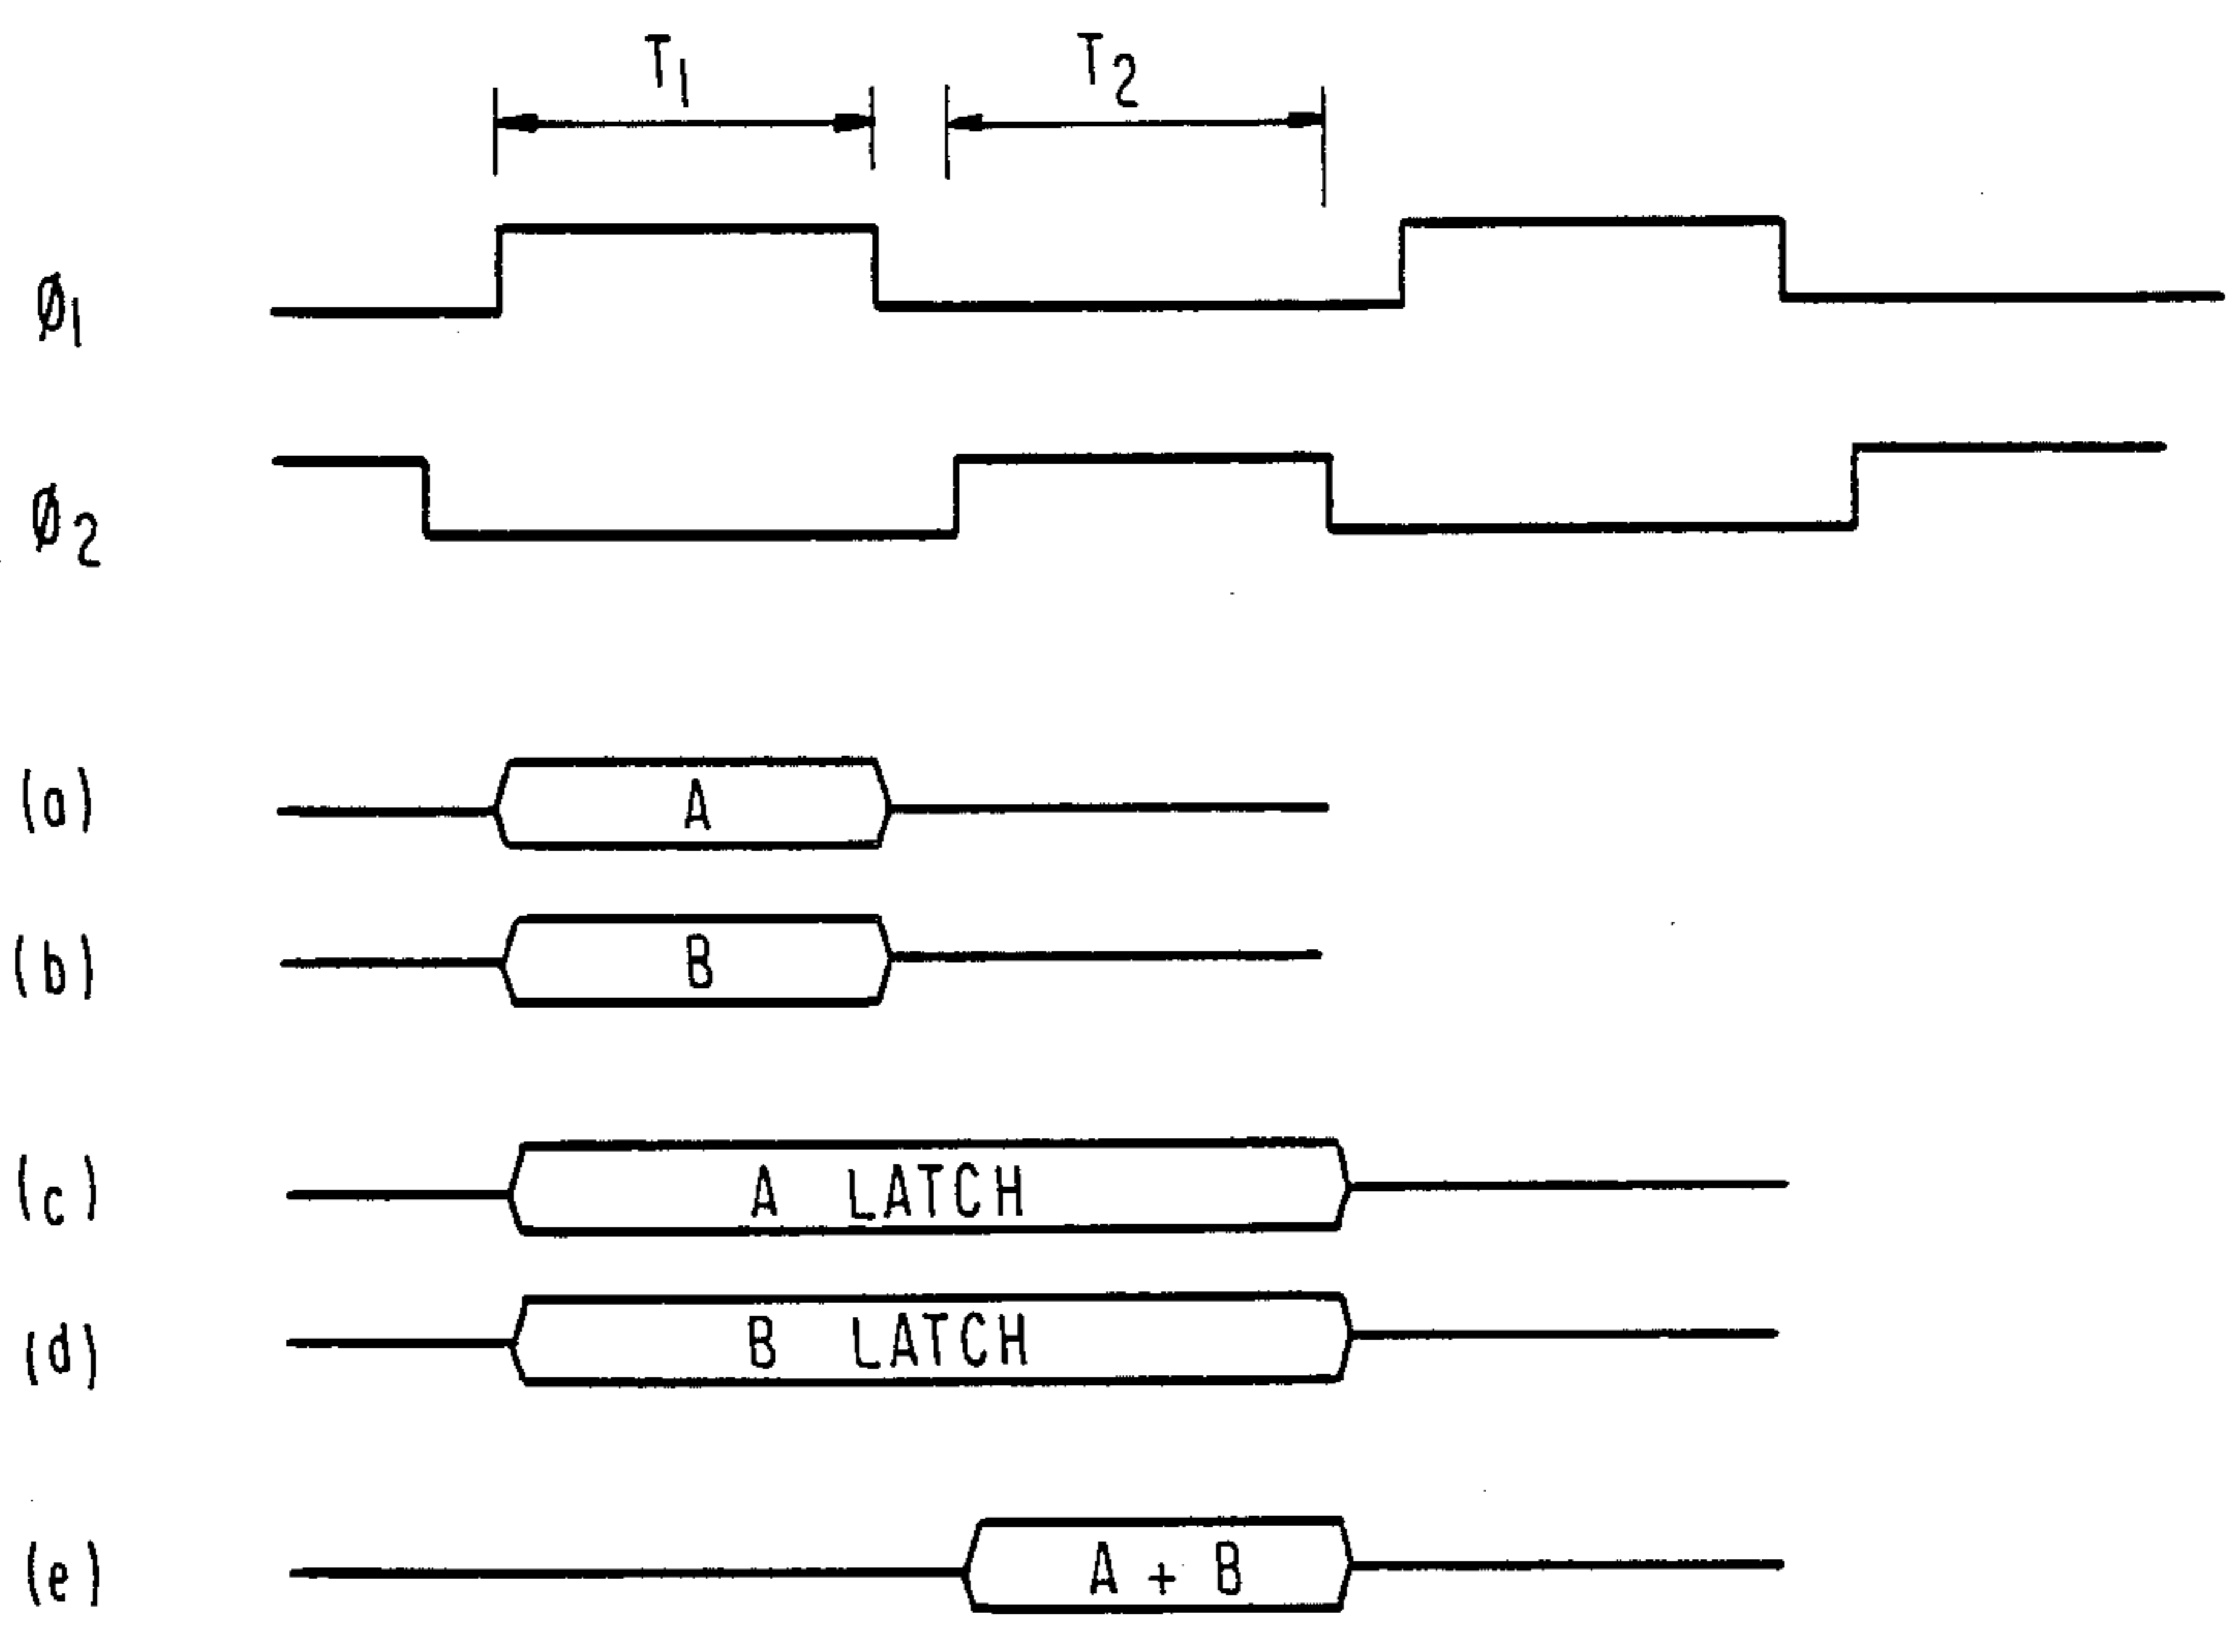 T1 T2
Ø1
Ø2
(a) A
(b) B
(c) A LATCH
(d) B LATCH
(e) A + B